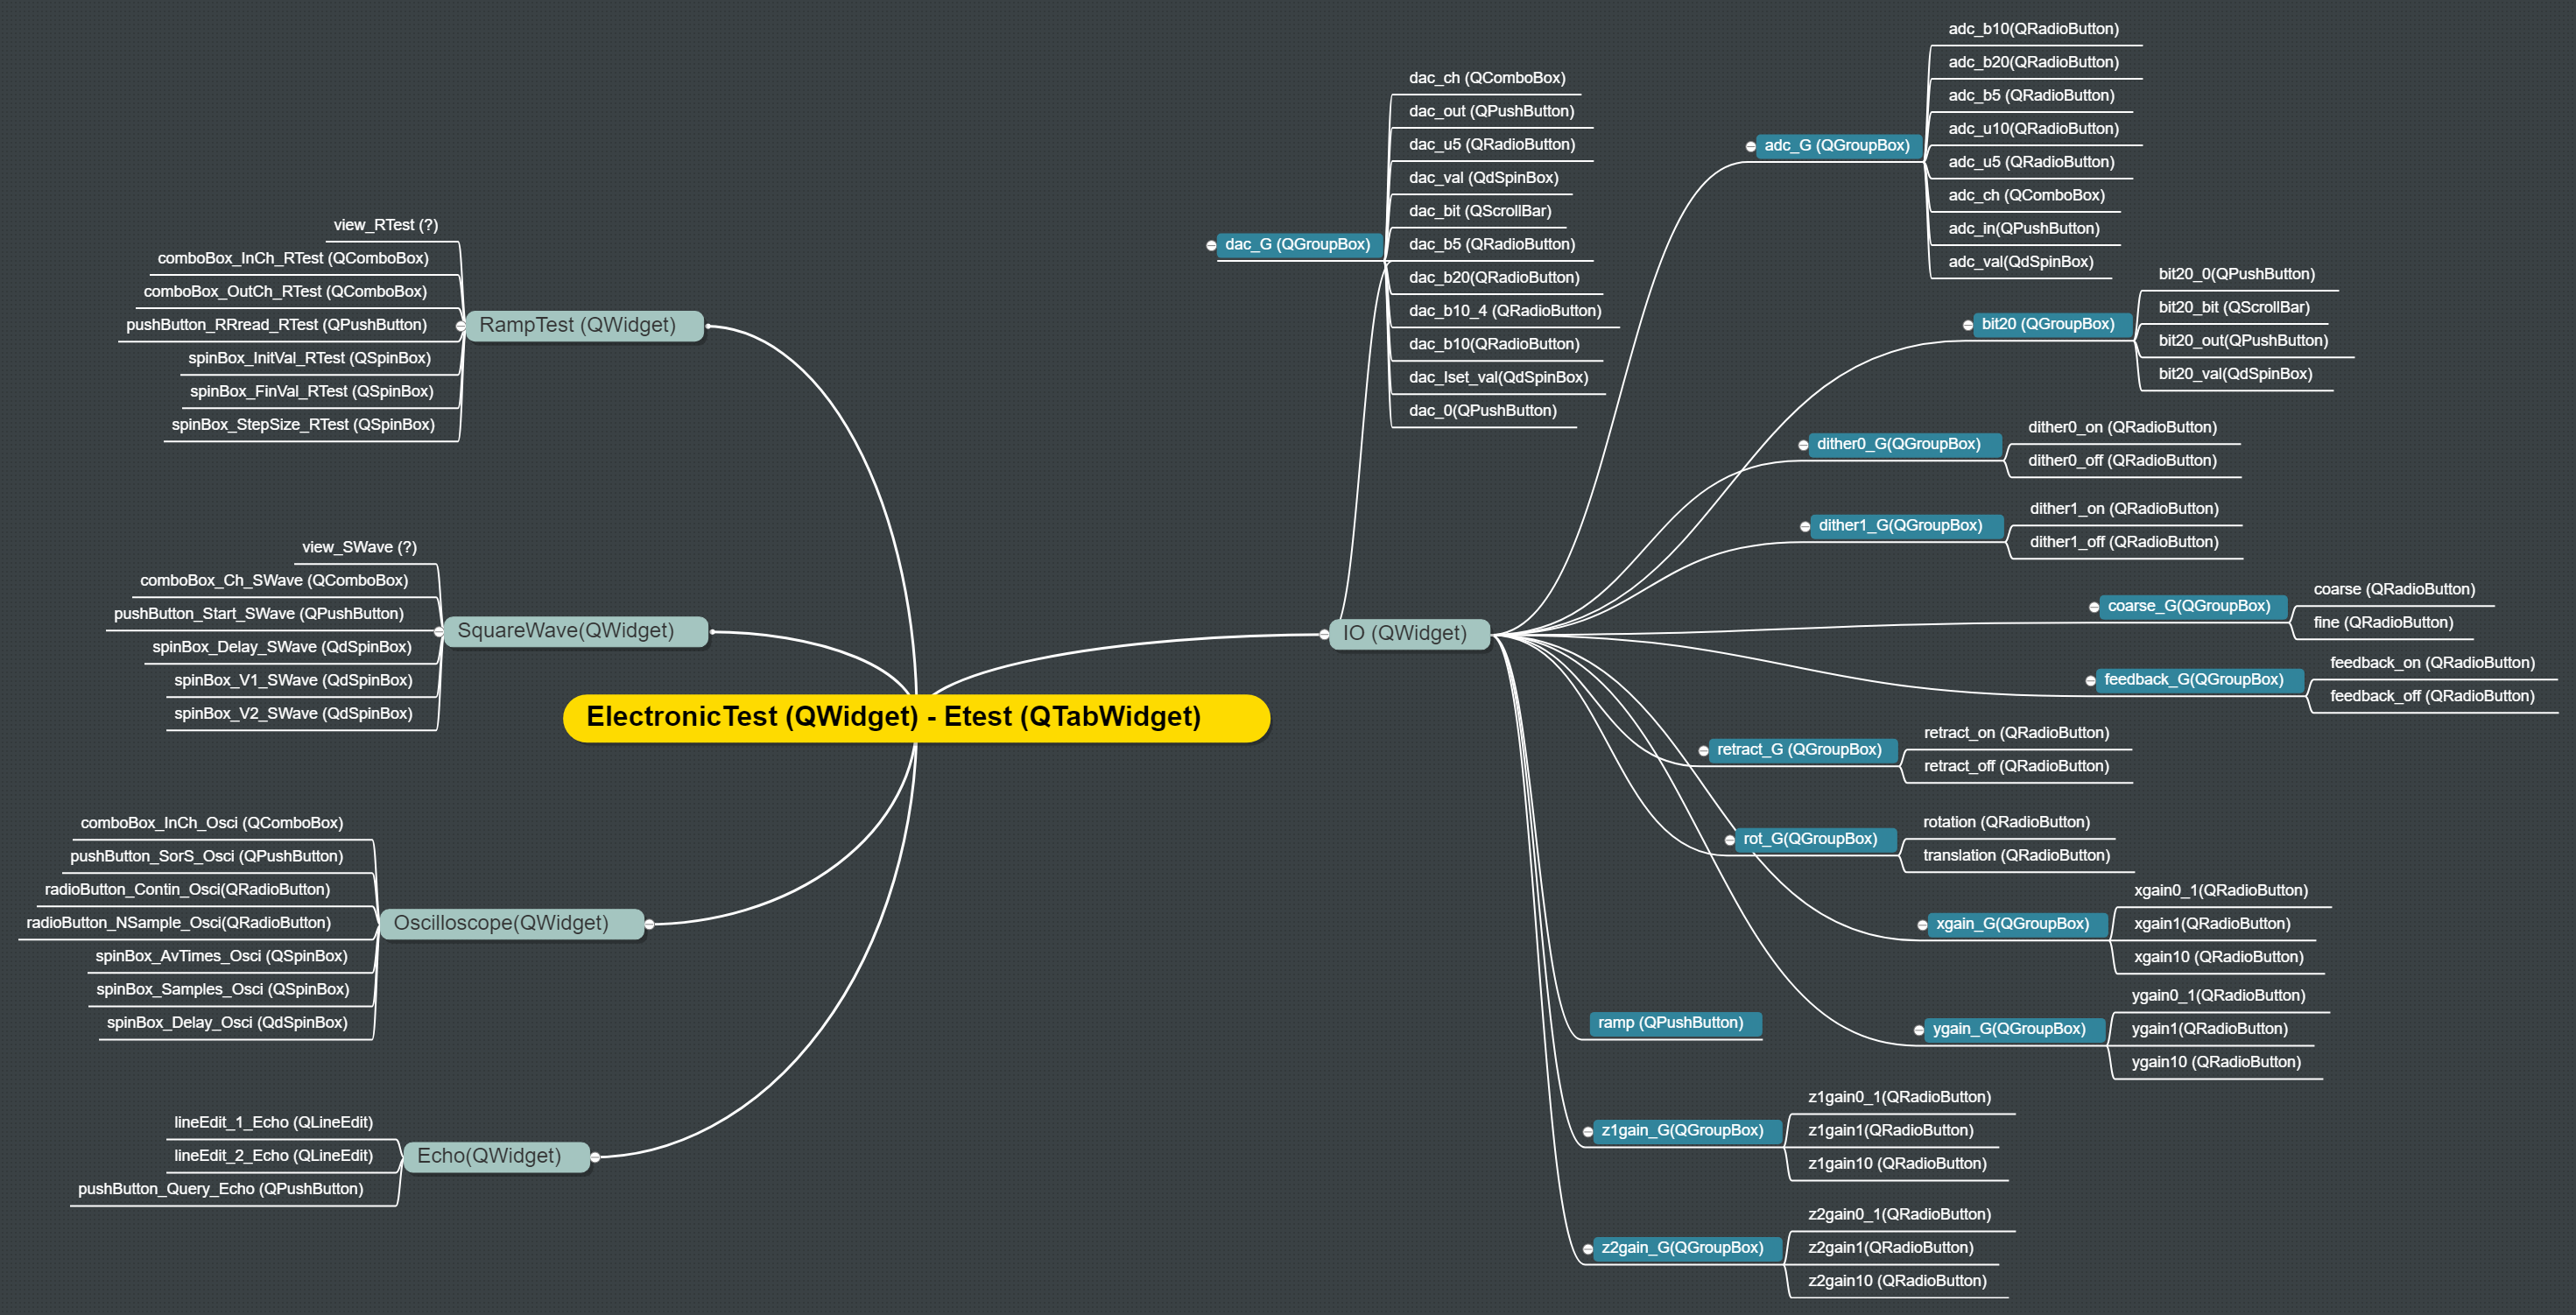 ElectronicTest (QWidget) - Etest (QTabWidget)
RampTest (QWidget)
view_RTest (?)
comboBox_InCh_RTest (QComboBox)
comboBox_OutCh_RTest (QComboBox)
pushButton_RRread_RTest (QPushButton)
spinBox_InitVal_RTest (QSpinBox)
spinBox_FinVal_RTest (QSpinBox)
spinBox_StepSize_RTest (QSpinBox)
SquareWave(QWidget)
view_SWave (?)
comboBox_Ch_SWave (QComboBox)
pushButton_Start_SWave (QPushButton)
spinBox_Delay_SWave (QdSpinBox)
spinBox_V1_SWave (QdSpinBox)
spinBox_V2_SWave (QdSpinBox)
Oscilloscope(QWidget)
comboBox_InCh_Osci (QComboBox)
pushButton_SorS_Osci (QPushButton)
radioButton_Contin_Osci(QRadioButton)
radioButton_NSample_Osci(QRadioButton)
spinBox_AvTimes_Osci (QSpinBox)
spinBox_Samples_Osci (QSpinBox)
spinBox_Delay_Osci (QdSpinBox)
Echo(QWidget)
lineEdit_1_Echo (QLineEdit)
lineEdit_2_Echo (QLineEdit)
pushButton_Query_Echo (QPushButton)
IO (QWidget)
dac_G (QGroupBox)
dac_ch (QComboBox)
dac_out (QPushButton)
dac_u5 (QRadioButton)
dac_val (QdSpinBox)
dac_bit (QScrollBar)
dac_b5 (QRadioButton)
dac_b20(QRadioButton)
dac_b10_4 (QRadioButton)
dac_b10(QRadioButton)
dac_Iset_val(QdSpinBox)
dac_0(QPushButton)
adc_G (QGroupBox)
adc_b10(QRadioButton)
adc_b20(QRadioButton)
adc_b5 (QRadioButton)
adc_u10(QRadioButton)
adc_u5 (QRadioButton)
adc_ch (QComboBox)
adc_in(QPushButton)
adc_val(QdSpinBox)
bit20 (QGroupBox)
bit20_0(QPushButton)
bit20_bit (QScrollBar)
bit20_out(QPushButton)
bit20_val(QdSpinBox)
dither0_G(QGroupBox)
dither0_on (QRadioButton)
dither0_off (QRadioButton)
dither1_G(QGroupBox)
dither1_on (QRadioButton)
dither1_off (QRadioButton)
coarse_G(QGroupBox)
coarse (QRadioButton)
fine (QRadioButton)
feedback_G(QGroupBox)
feedback_on (QRadioButton)
feedback_off (QRadioButton)
retract_G (QGroupBox)
retract_on (QRadioButton)
retract_off (QRadioButton)
rot_G(QGroupBox)
rotation (QRadioButton)
translation (QRadioButton)
xgain_G(QGroupBox)
xgain0_1(QRadioButton)
xgain1(QRadioButton)
xgain10 (QRadioButton)
ygain_G(QGroupBox)
ygain0_1(QRadioButton)
ygain1(QRadioButton)
ygain10 (QRadioButton)
ramp (QPushButton)
z1gain_G(QGroupBox)
z1gain0_1(QRadioButton)
z1gain1(QRadioButton)
z1gain10 (QRadioButton)
z2gain_G(QGroupBox)
z2gain0_1(QRadioButton)
z2gain1(QRadioButton)
z2gain10 (QRadioButton)